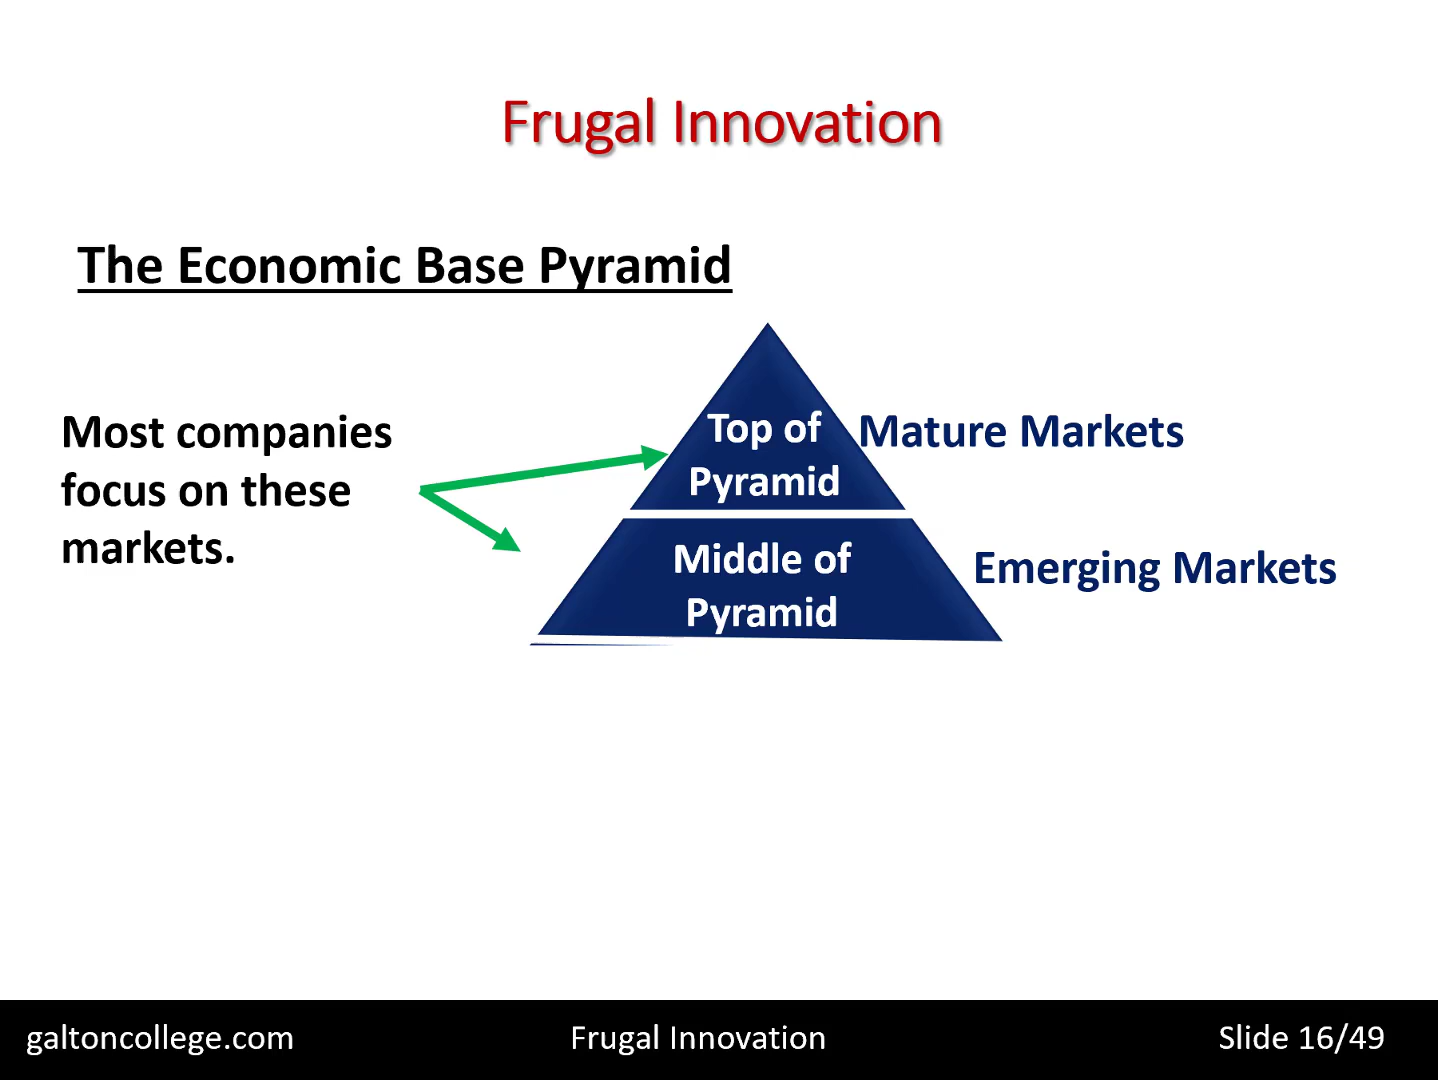 Frugal Innovation
The Economic Base Pyramid
Most companies
focus on these
markets.
Top of
Pyramid
Mature Markets
Middle of
Pyramid
Emerging Markets
galtoncollege.com
Frugal Innovation
Slide 16/49